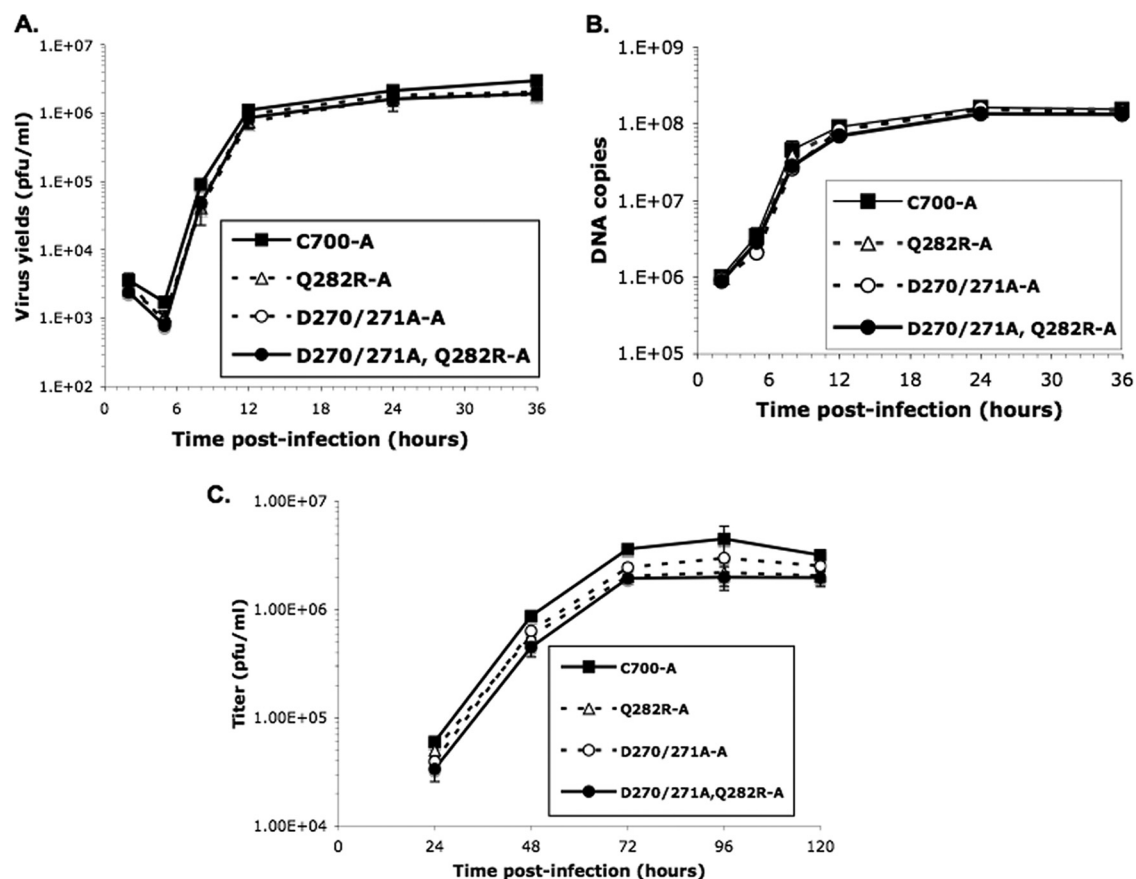 A.
1.E+07
1.E+06
1.E+05
1.E+04
1.E+03
1.E+02
Virus yields (pfu/ml)
0 6 12 18 24 30 36
Time post-infection (hours)
C700-A
Q282R-A
D270/271A-A
D270/271A, Q282R-A
B.
1.E+09
1.E+08
1.E+07
1.E+06
1.E+05
DNA copies
0 6 12 18 24 30 36
Time post-infection (hours)
C700-A
Q282R-A
D270/271A-A
D270/271A, Q282R-A
C.
1.00E+07
1.00E+06
1.00E+05
1.00E+04
Titer (pfu/ml)
0 24 48 72 96 120
Time post-infection (hours)
C700-A
Q282R-A
D270/271A-A
D270/271A,Q282R-A